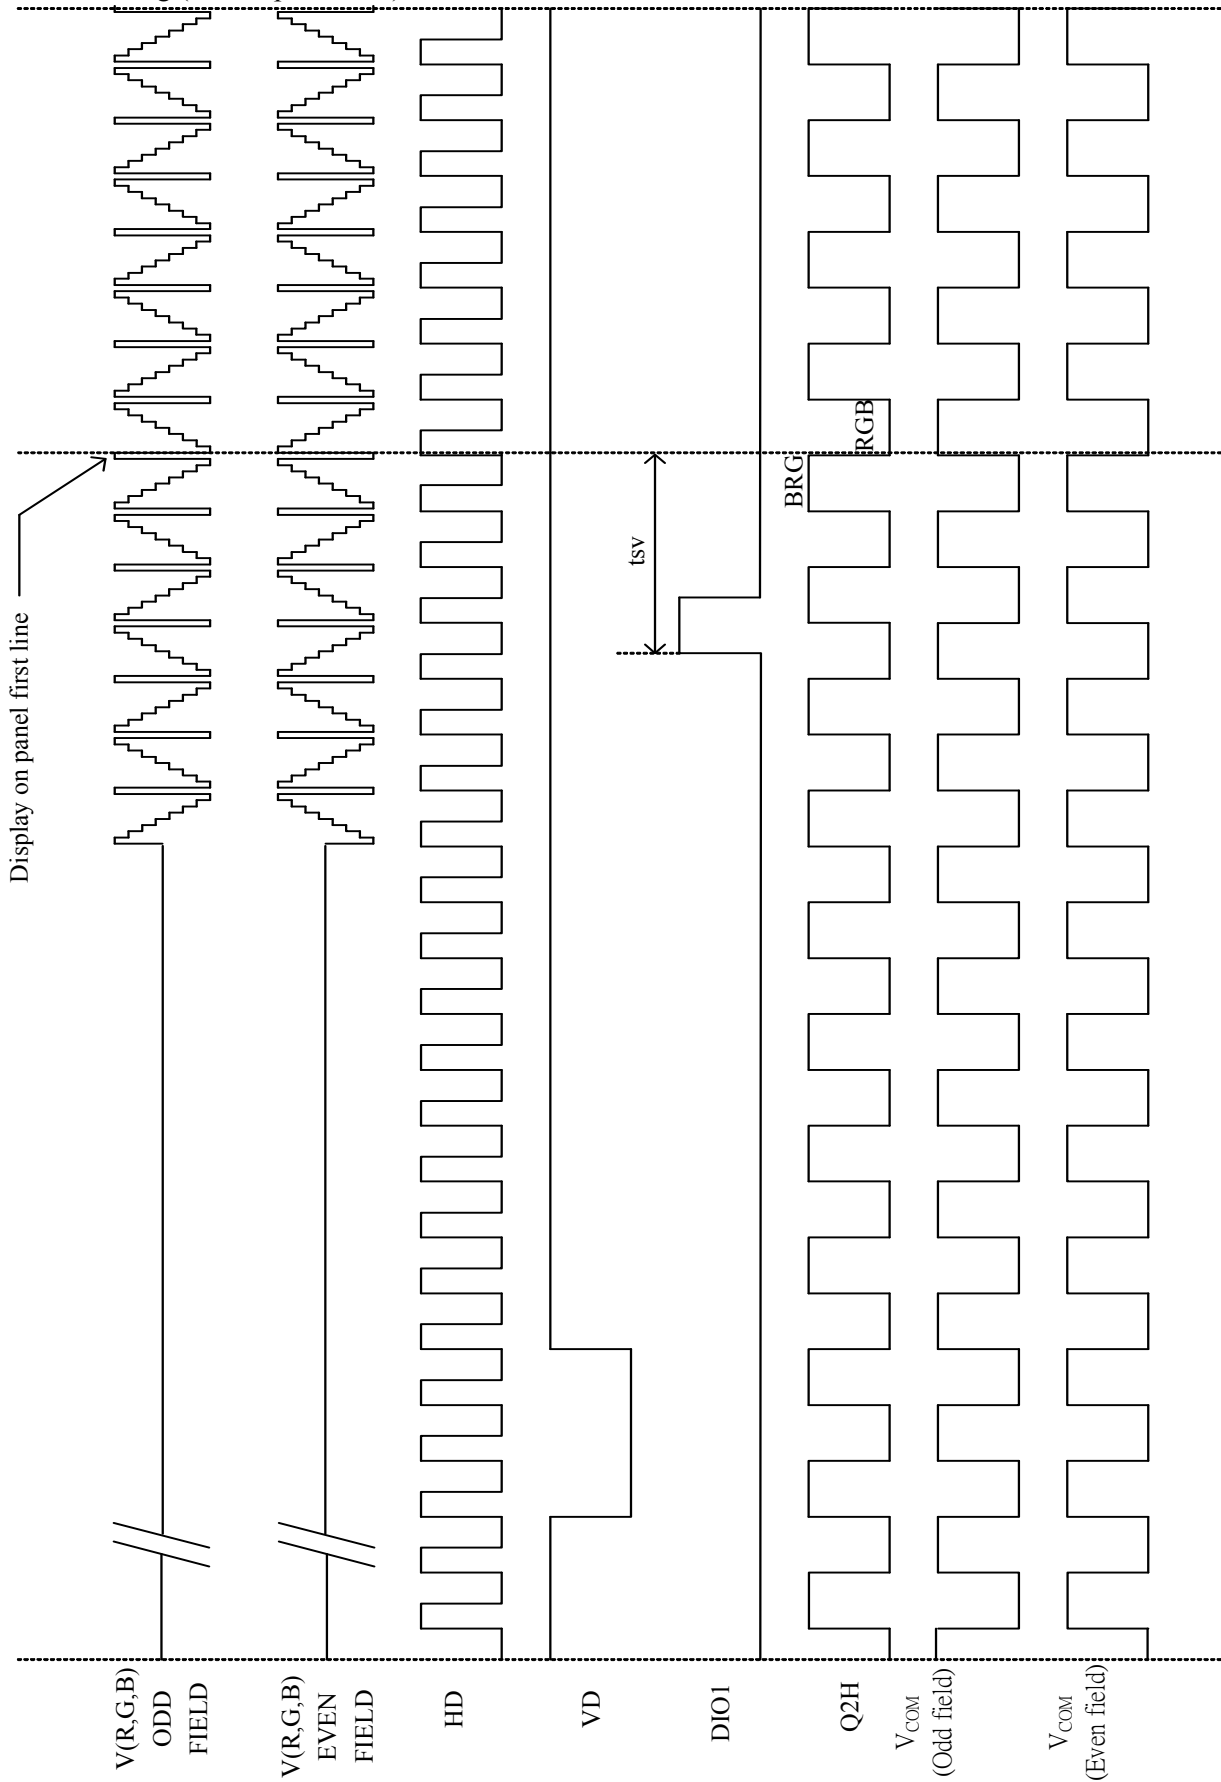 Display on panel first line
V(R,G,B)
ODD
FIELD
V(R,G,B)
EVEN
FIELD
HD
VD
tsv
DIO1
BRG
RGB
Q2H
VCOM
(Odd field)
VCOM
(Even field)